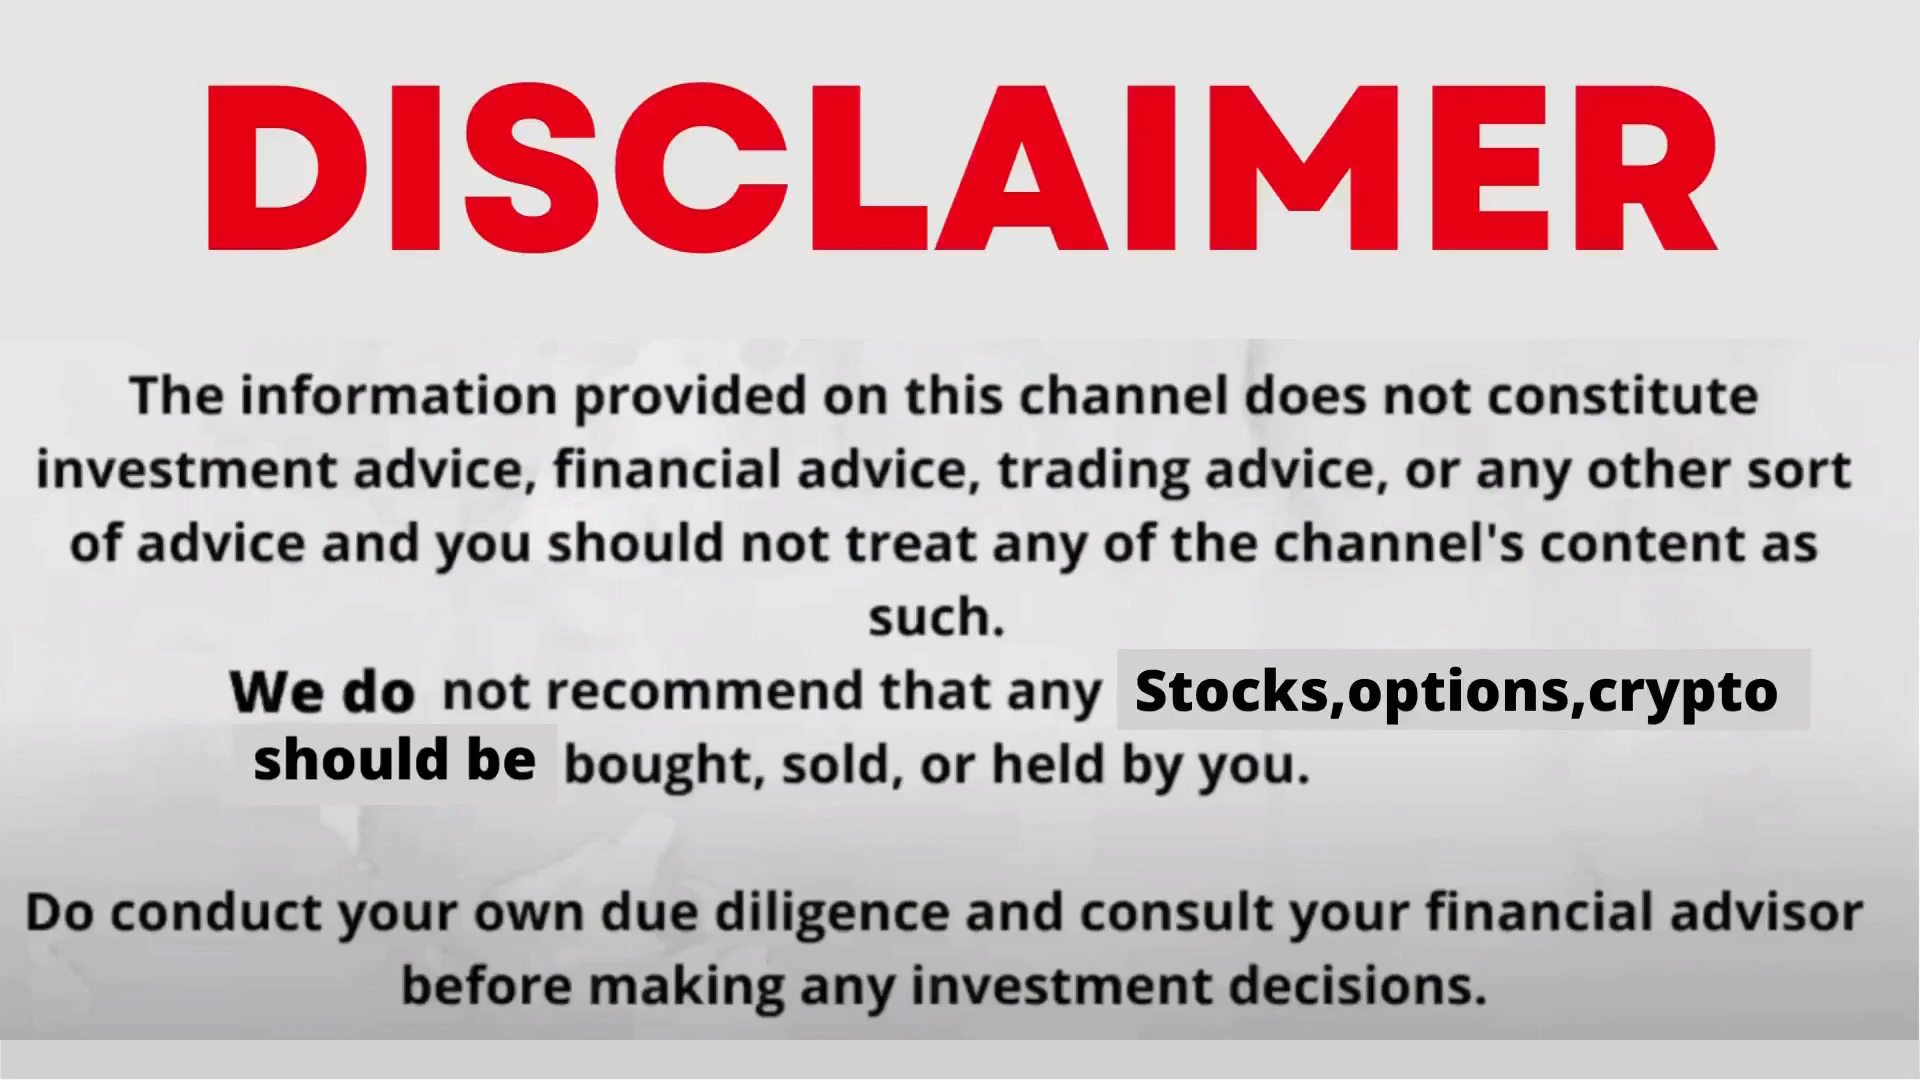 DISCLAIMER
The information provided on this channel does not constitute
investment advice, financial advice, trading advice, or any other sort
of advice and you should not treat any of the channel's content as
such.
We do not recommend that any Stocks,options,crypto
should be bought, sold, or held by you.
Do conduct your own due diligence and consult your financial advisor
before making any investment decisions.